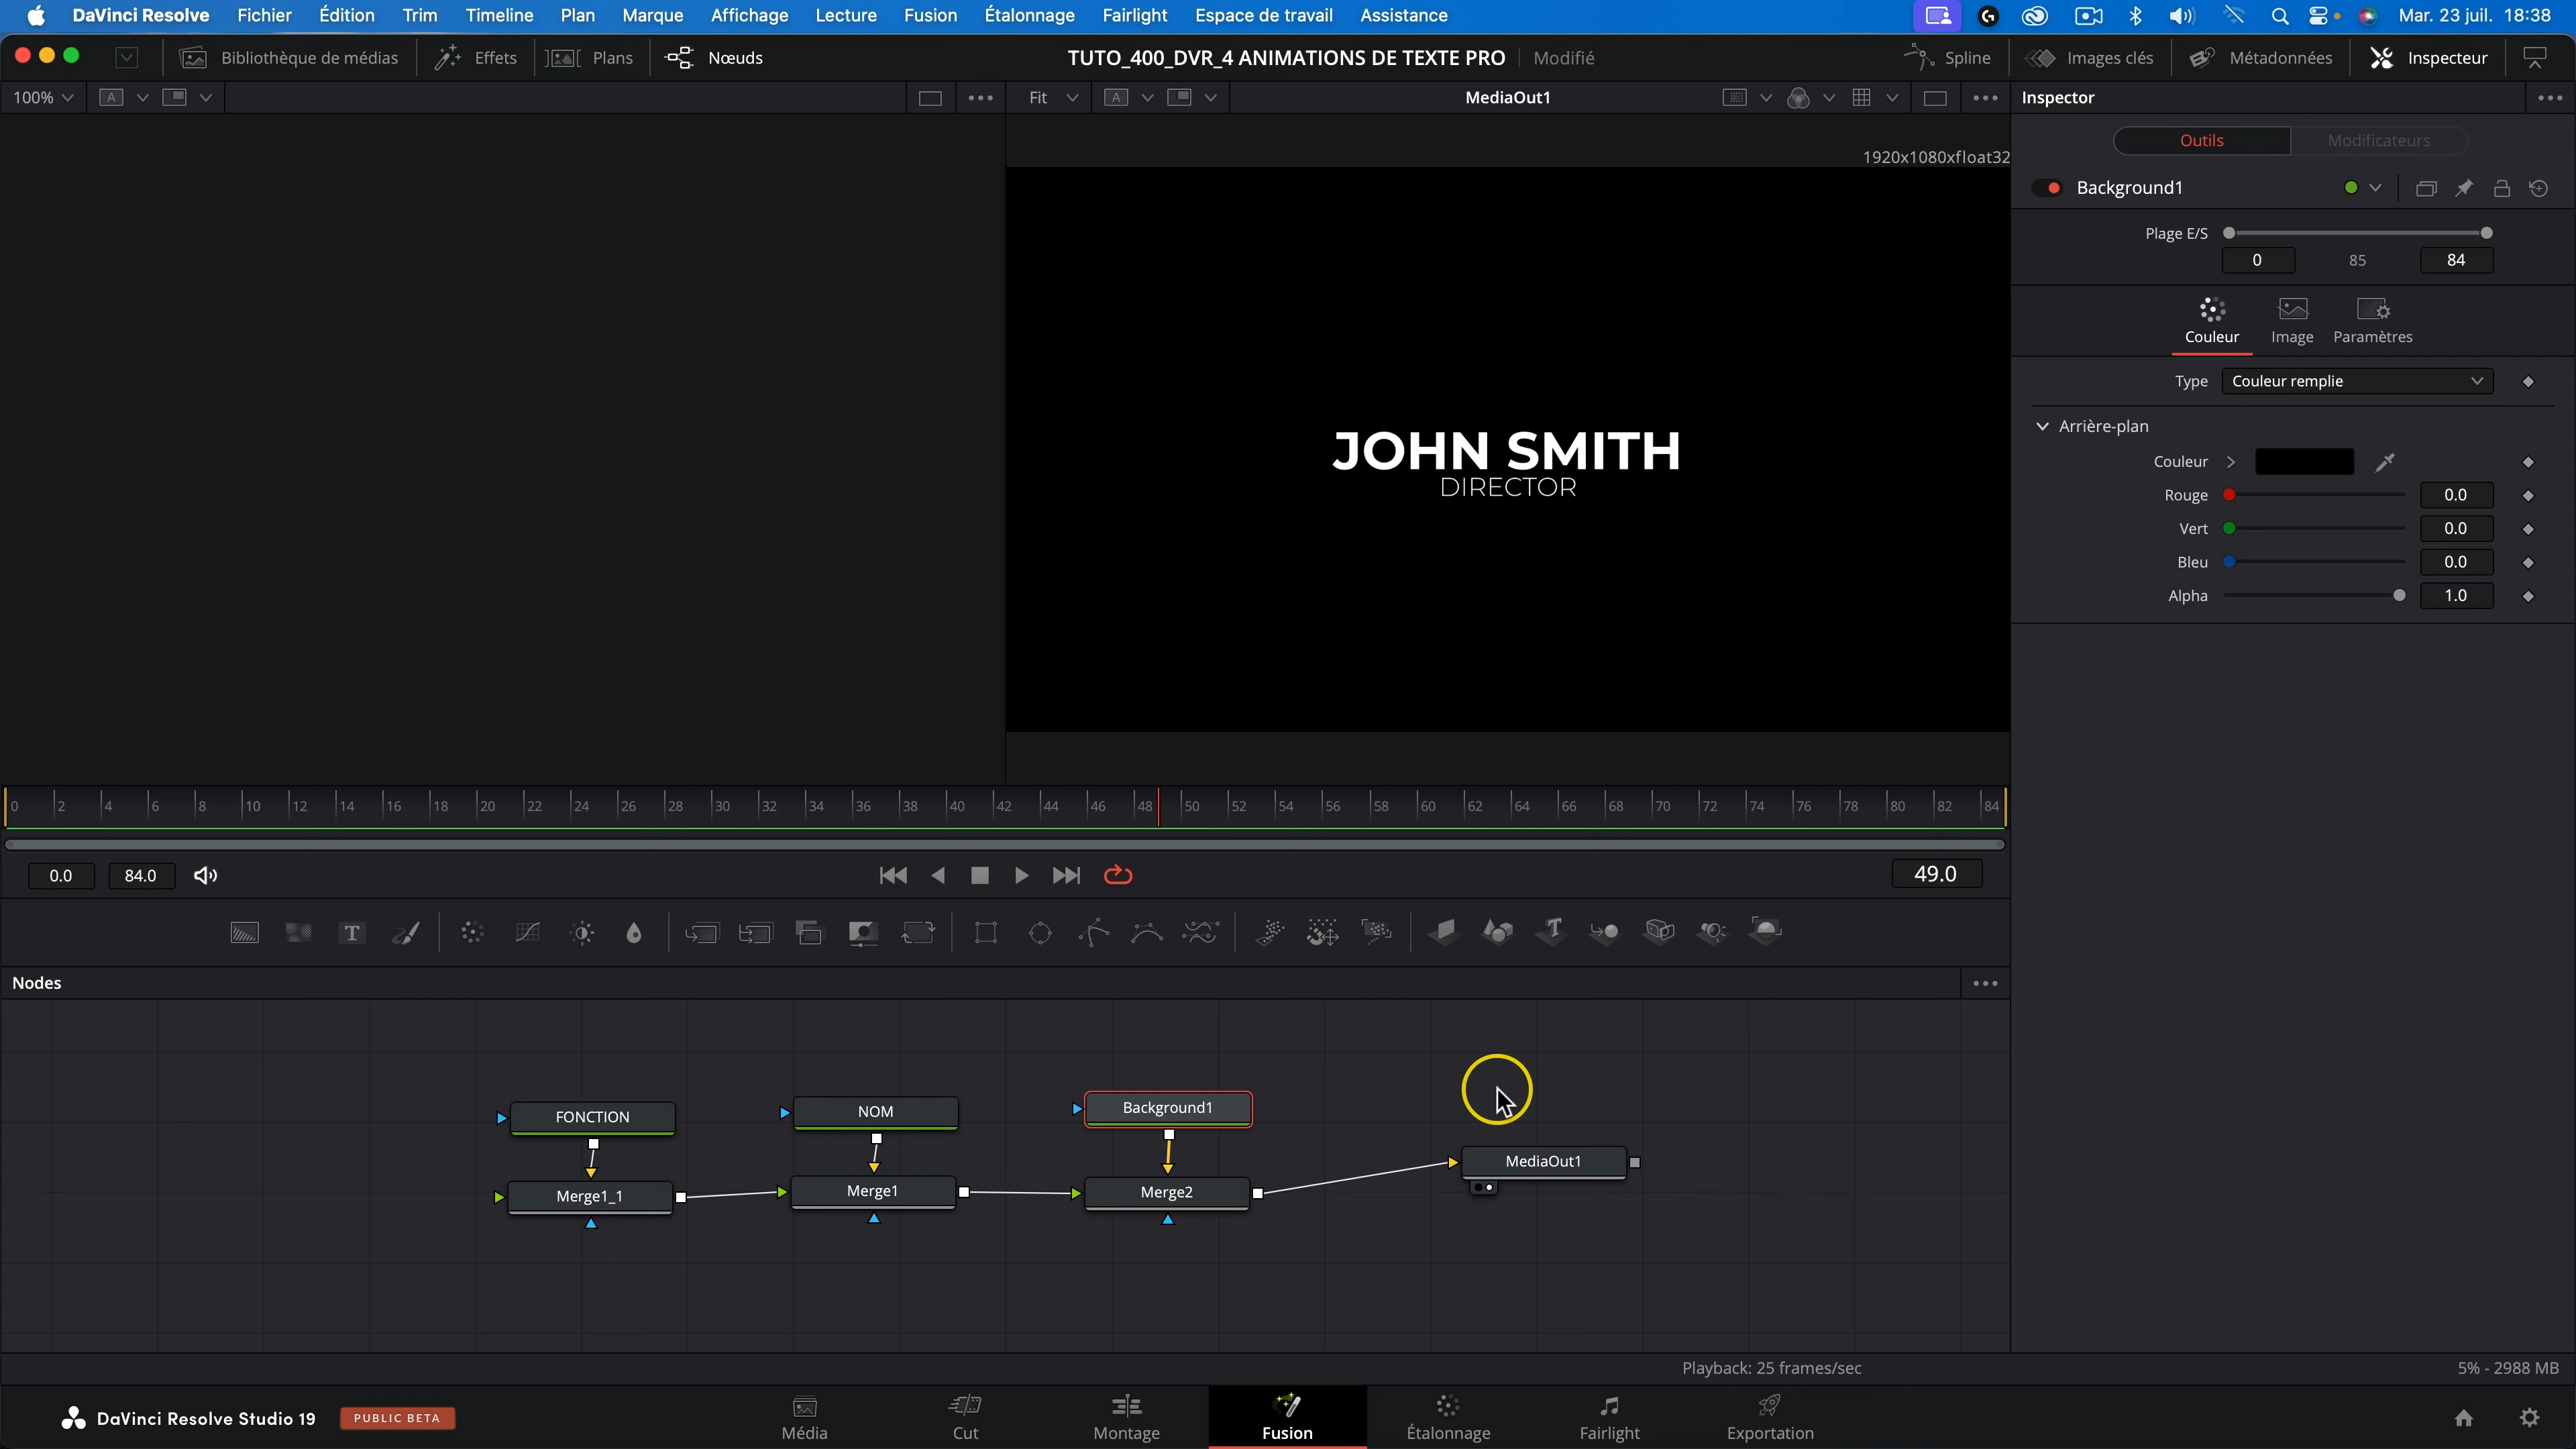 DaVinci Resolve Fichier Édition Trim Timeline Plan Marque Affichage Lecture Fusion Étalonnage Fairlight Espace de travail Assistance Mar. 23 juil. 18:38
Bibliothèque de médias Effets Plans Nœuds TUTO_400_DVR_4 ANIMATIONS DE TEXTE PRO Modifié Spline Images clés Métadonnées Inspecteur
100% A Fit A MediaOut1 Inspector
Outils Modificateurs
1920x1080xfloat32
Background1
Plage E/S
0 85 84
Couleur Image Paramètres
Type Couleur remplie
Arrière-plan
Couleur
Rouge 0.0
Vert 0.0
Bleu 0.0
Alpha 1.0
JOHN SMITH
DIRECTOR
0 2 4 6 8 10 12 14 16 18 20 22 24 26 28 30 32 34 36 38 40 42 44 46 48 50 52 54 56 58 60 62 64 66 68 70 72 74 76 78 80 82 84
0.0 84.0 49.0
T T
Nodes
FONCTION NOM Background1
MediaOut1
Merge1_1 Merge1 Merge2
Playback: 25 frames/sec 5% - 2988 MB
DaVinci Resolve Studio 19 PUBLIC BETA
Média Cut Montage Fusion Étalonnage Fairlight Exportation